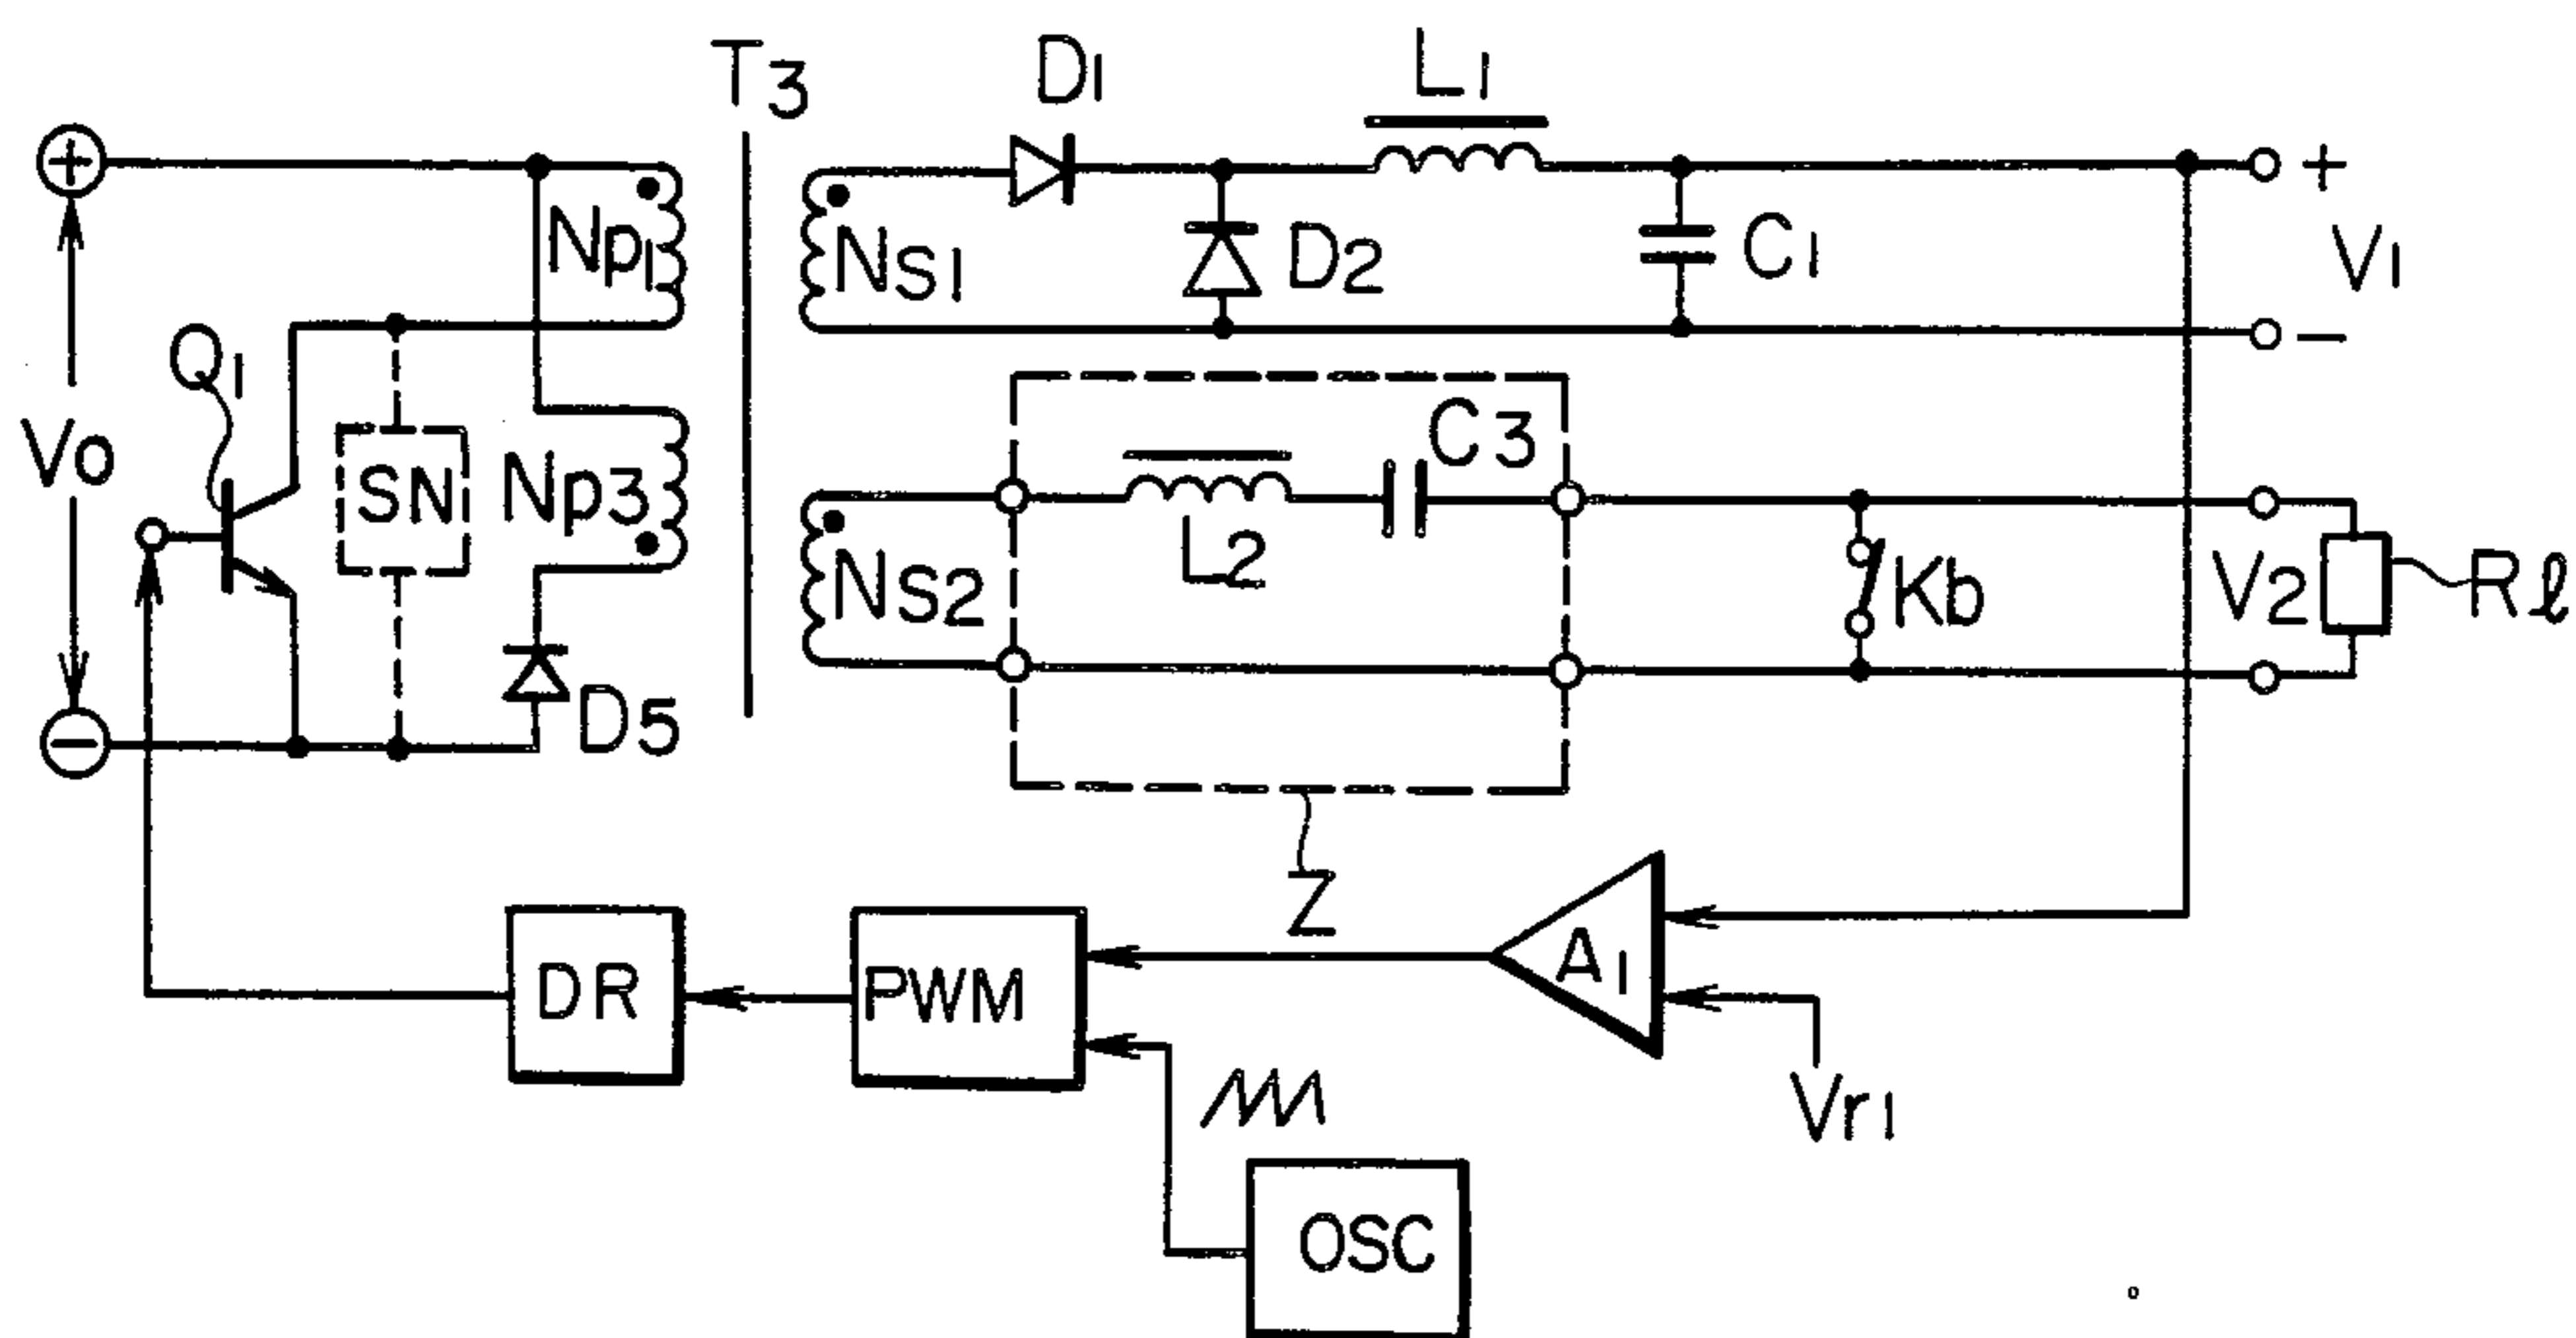 T3
D1
L1
+
Np1
NS1
D2
C1
+
V1
−
Q1
Vo
SN
Np3
C3
L2
NS2
Kb
V2
Rℓ
−
D5
Z
DR
PWM
A1
Vr1
OSC